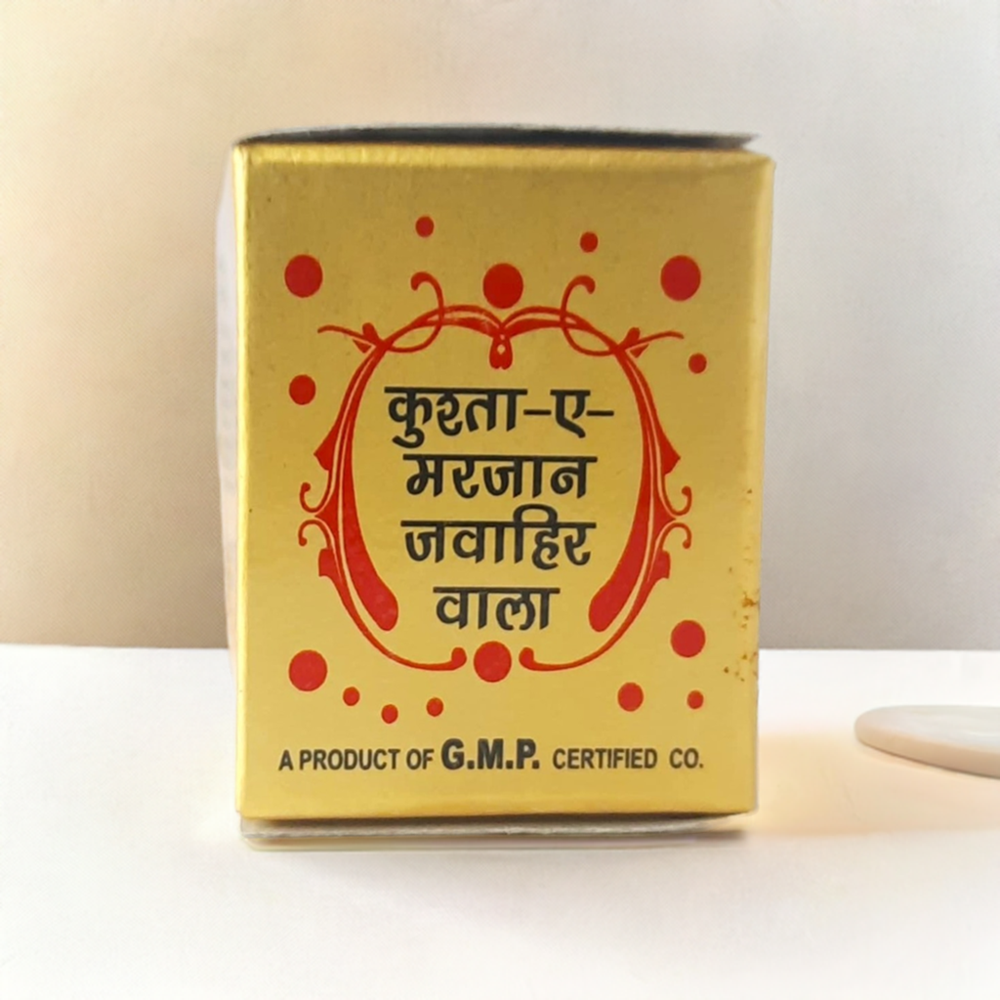 कुश्ता-ए-
मरजान
जवाहिर
वाला
A PRODUCT OF G.M.P. CERTIFIED CO.